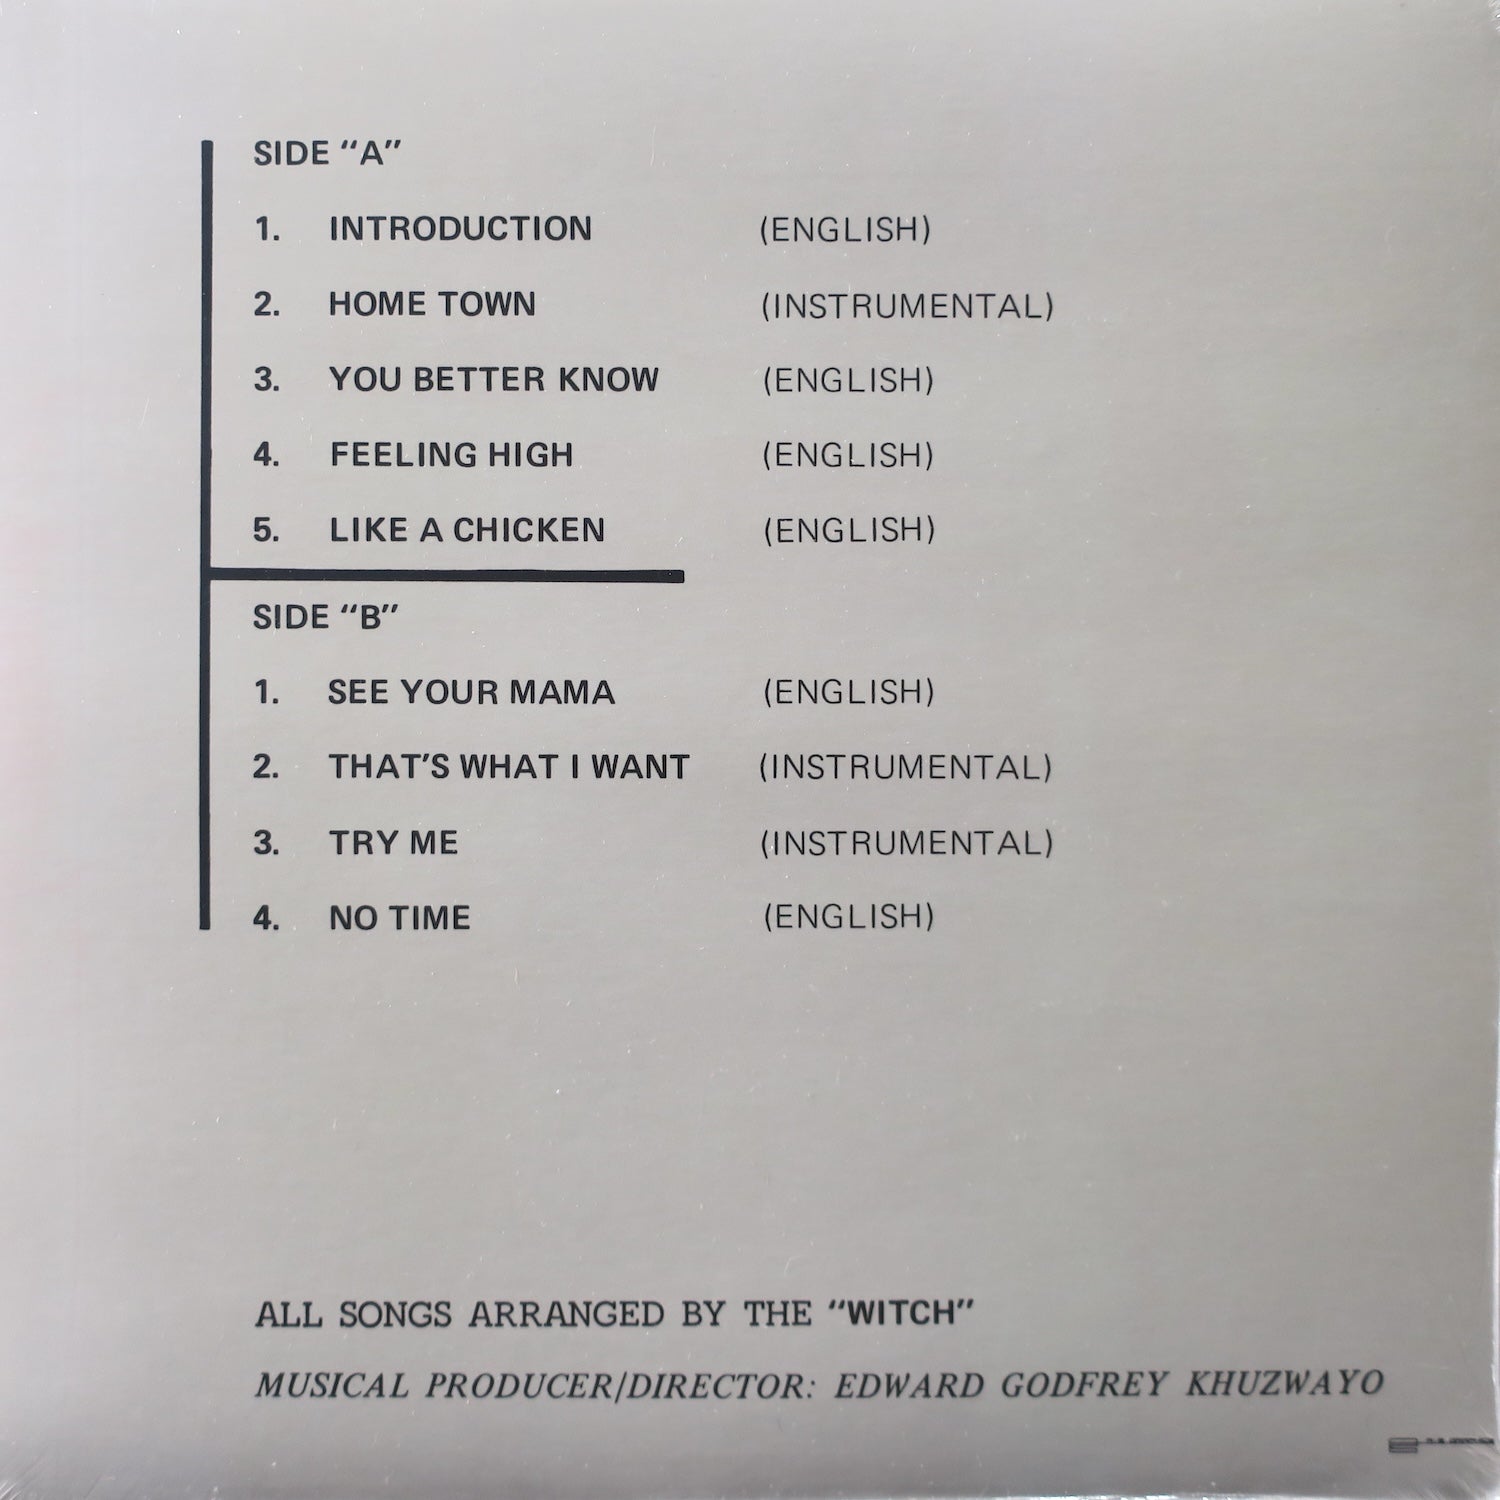 SIDE "A"
1. INTRODUCTION (ENGLISH)
2. HOME TOWN (INSTRUMENTAL)
3. YOU BETTER KNOW (ENGLISH)
4. FEELING HIGH (ENGLISH)
5. LIKE A CHICKEN (ENGLISH)
SIDE "B"
1. SEE YOUR MAMA (ENGLISH)
2. THAT'S WHAT I WANT (INSTRUMENTAL)
3. TRY ME (INSTRUMENTAL)
4. NO TIME (ENGLISH)
ALL SONGS ARRANGED BY THE "WITCH"
MUSICAL PRODUCER/DIRECTOR: EDWARD GODFREY KHUZWAYO